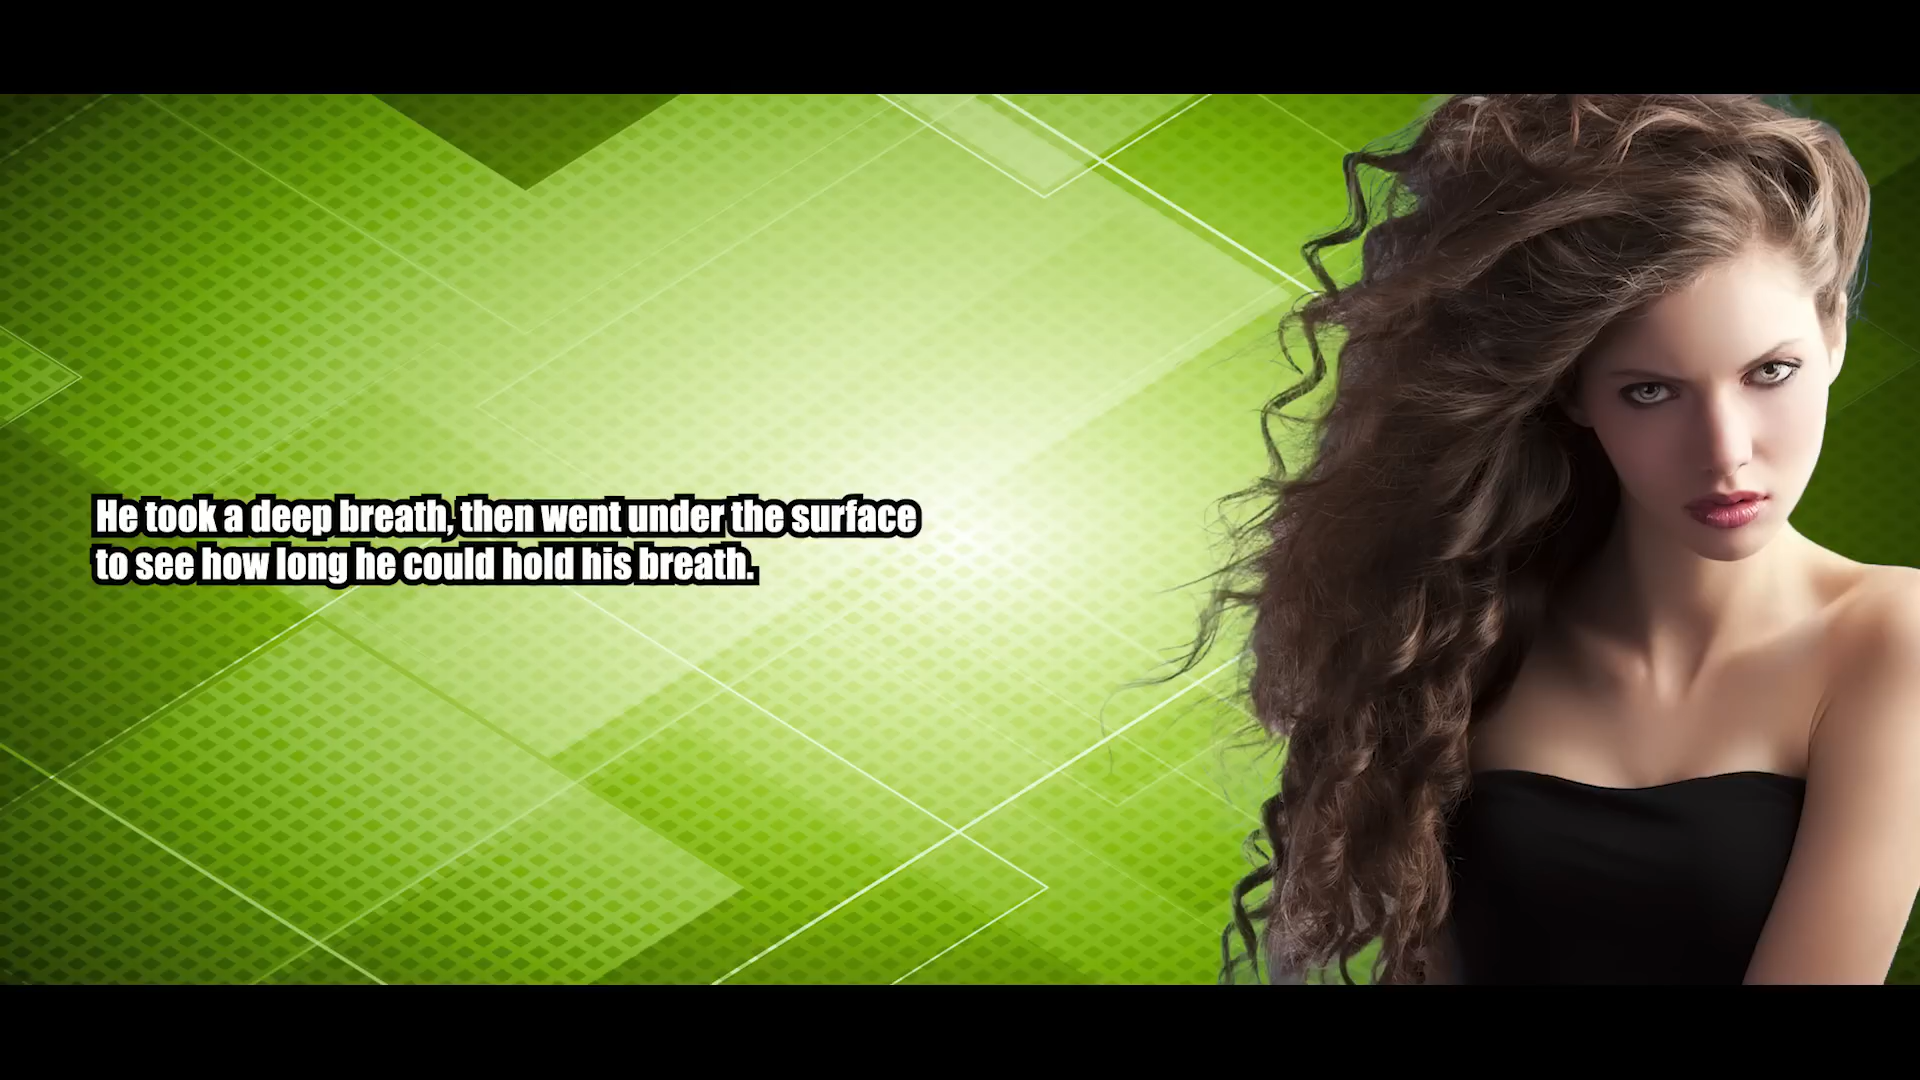 He took a deep breath, then went under the surface
to see how long he could hold his breath.